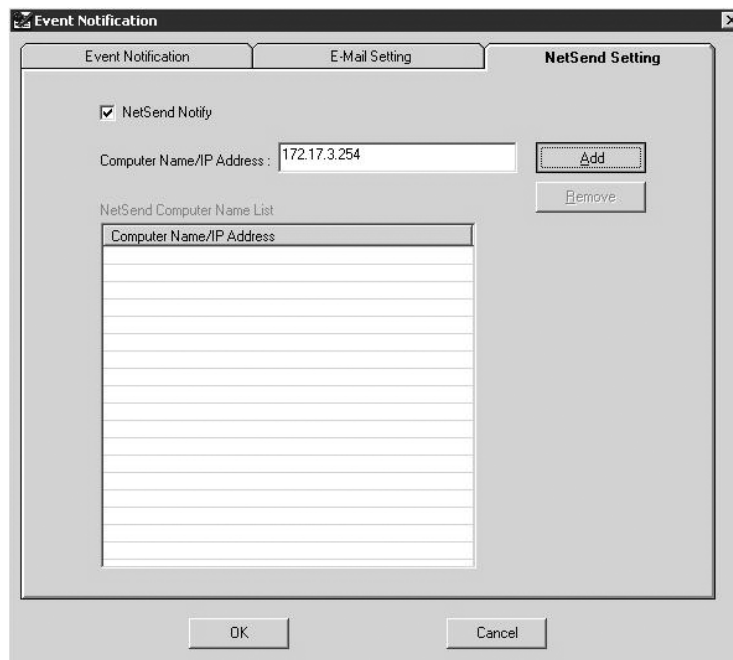 Event Notification
Event Notification E-Mail Setting NetSend Setting
NetSend Notify
Computer Name/IP Address : 172.17.3.254 Add
Remove
NetSend Computer Name List
Computer Name/IP Address
OK Cancel